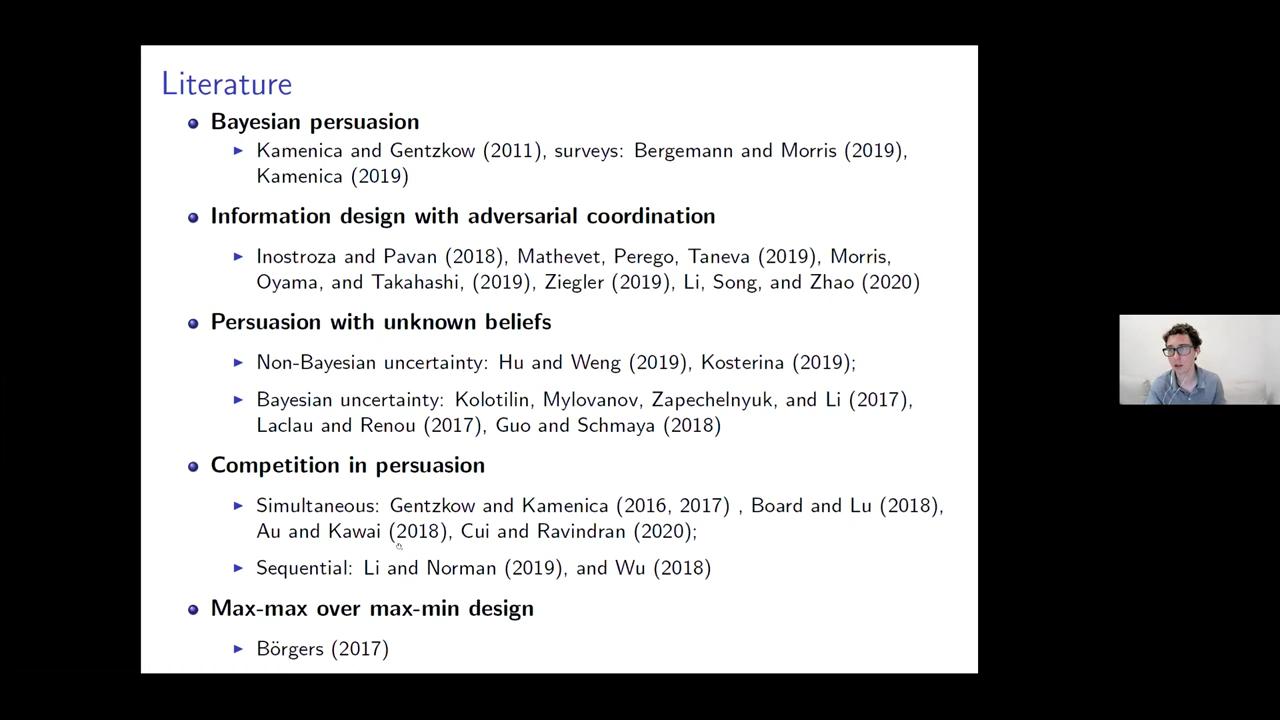 Literature
Bayesian persuasion
Kamenica and Gentzkow (2011), surveys: Bergemann and Morris (2019),
Kamenica (2019)
Information design with adversarial coordination
Inostroza and Pavan (2018), Mathevet, Perego, Taneva (2019), Morris,
Oyama, and Takahashi, (2019), Ziegler (2019), Li, Song, and Zhao (2020)
Persuasion with unknown beliefs
Non-Bayesian uncertainty: Hu and Weng (2019), Kosterina (2019);
Bayesian uncertainty: Kolotilin, Mylovanov, Zapechelnyuk, and Li (2017),
Laclau and Renou (2017), Guo and Schmaya (2018)
Competition in persuasion
Simultaneous: Gentzkow and Kamenica (2016, 2017) , Board and Lu (2018),
Au and Kawai (2018), Cui and Ravindran (2020);
Sequential: Li and Norman (2019), and Wu (2018)
Max-max over max-min design
Börgers (2017)